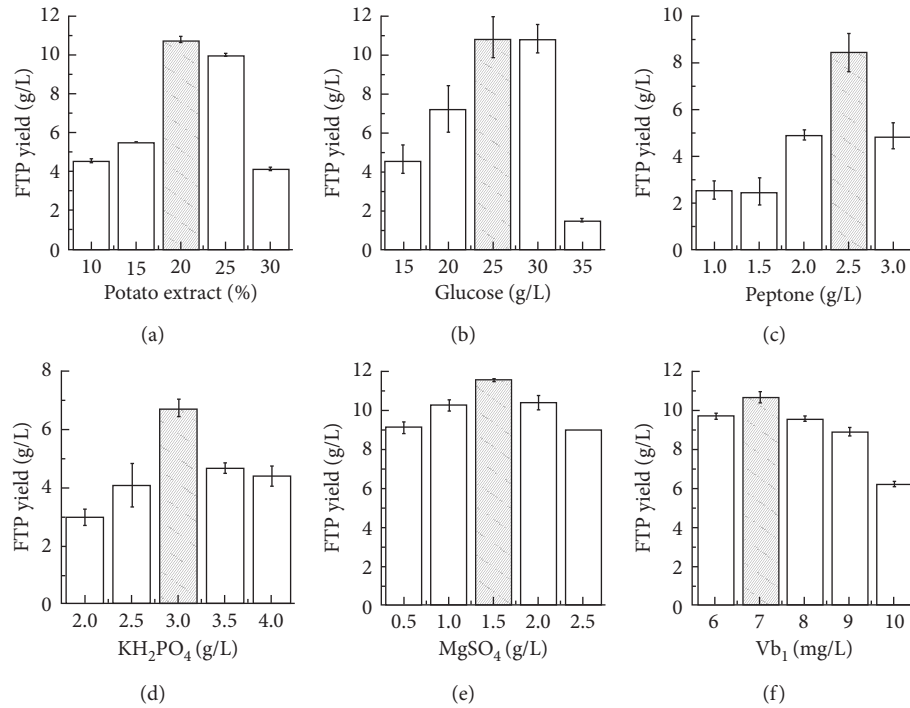 12
10
8
6
4
2
0
FTP yield (g/L)
10 15 20 25 30
Potato extract (%)
(a)
12
10
8
6
4
2
0
FTP yield (g/L)
15 20 25 30 35
Glucose (g/L)
(b)
10
8
6
4
2
0
FTP yield (g/L)
1.0 1.5 2.0 2.5 3.0
Peptone (g/L)
(c)
8
6
4
2
0
FTP yield (g/L)
2.0 2.5 3.0 3.5 4.0
KH₂PO₄ (g/L)
(d)
12
10
8
6
4
2
0
FTP yield (g/L)
0.5 1.0 1.5 2.0 2.5
MgSO₄ (g/L)
(e)
12
10
8
6
4
2
0
FTP yield (g/L)
6 7 8 9 10
Vb₁ (mg/L)
(f)